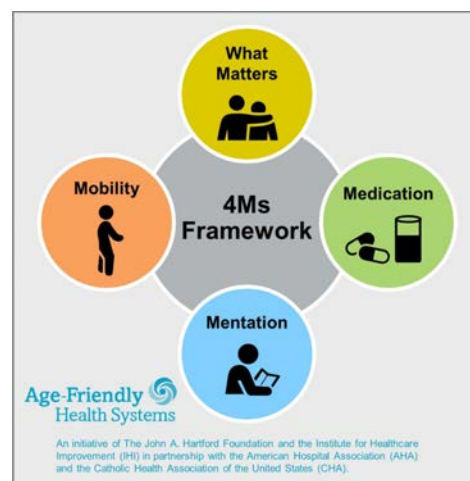 What
Matters
Mobility
4Ms
Framework
Medication
Mentation
Age-Friendly
Health Systems
An initiative of The John A. Hartford Foundation and the Institute for Healthcare
Improvement (IHI) in partnership with the American Hospital Association (AHA)
and the Catholic Health Association of the United States (CHA).